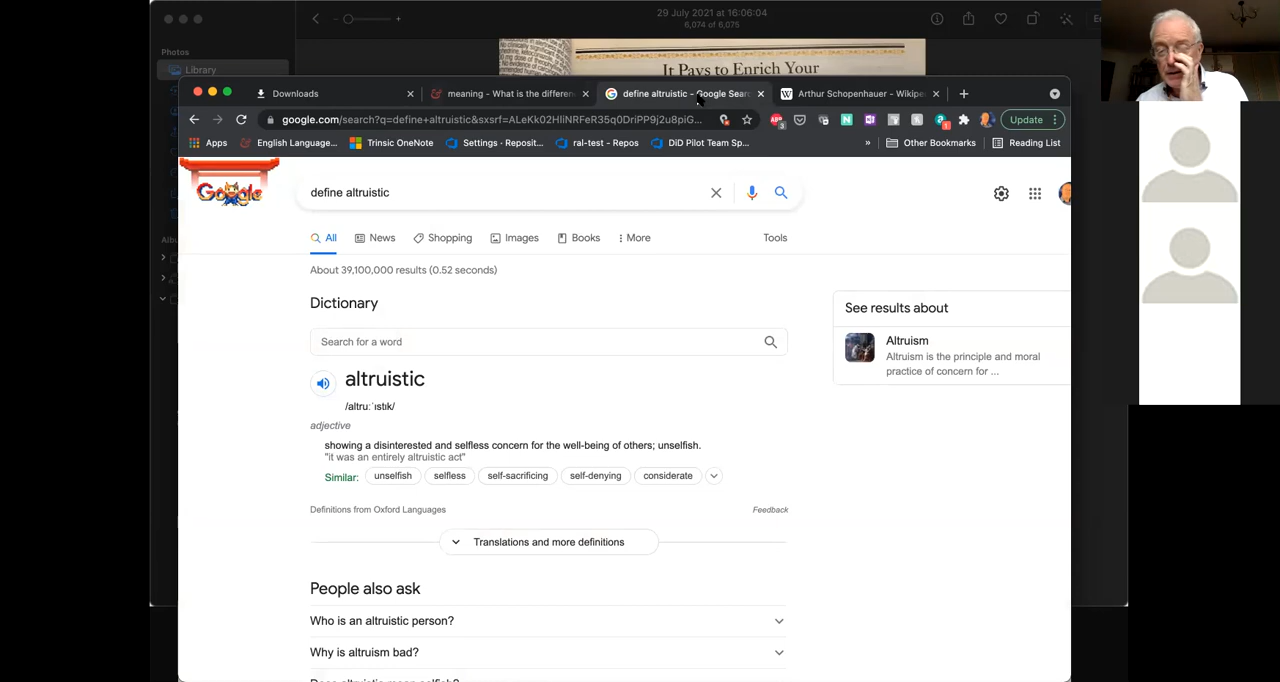 29 July 2021 at 16:06:04
6,074 of 6,075
Photos
Library
It Pays to Enrich Your
Downloads
meaning - What is the differen
define altruistic - Google Sear
Arthur Schopenhauer - Wikipe
google.com/search?q=define+altruistic&sxsrf=ALeKk02HIiNRFeR35q0DriPP9j2u8piG...
Update
Apps
English Language...
Trinsic OneNote
Settings · Reposit...
ral-test - Repos
DiD Pilot Team Sp...
»
Other Bookmarks
Reading List
Google
define altruistic
All
News
Shopping
Images
Books
More
Tools
About 39,100,000 results (0.52 seconds)
Dictionary
See results about
Search for a word
Altruism
Altruism is the principle and moral
practice of concern for ...
altruistic
/altruːˈɪstɪk/
adjective
showing a disinterested and selfless concern for the well-being of others; unselfish.
"it was an entirely altruistic act"
Similar:
unselfish
selfless
self-sacrificing
self-denying
considerate
Definitions from Oxford Languages
Feedback
Translations and more definitions
People also ask
Who is an altruistic person?
Why is altruism bad?